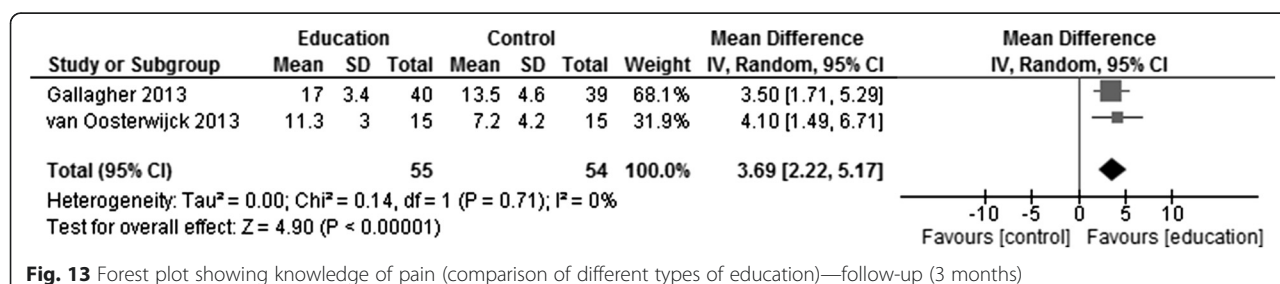 Education Control Mean Difference Mean Difference
Study or Subgroup Mean SD Total Mean SD Total Weight IV, Random, 95% CI IV, Random, 95% CI
Gallagher 2013 17 3.4 40 13.5 4.6 39 68.1% 3.50 [1.71, 5.29]
van Oosterwijck 2013 11.3 3 15 7.2 4.2 15 31.9% 4.10 [1.49, 6.71]
Total (95% CI) 55 54 100.0% 3.69 [2.22, 5.17]
Heterogeneity: Tau² = 0.00; Chi² = 0.14, df = 1 (P = 0.71); I² = 0%
Test for overall effect: Z = 4.90 (P < 0.00001)
-10 -5 0 5 10
Favours [control] Favours [education]
Fig. 13 Forest plot showing knowledge of pain (comparison of different types of education)—follow-up (3 months)